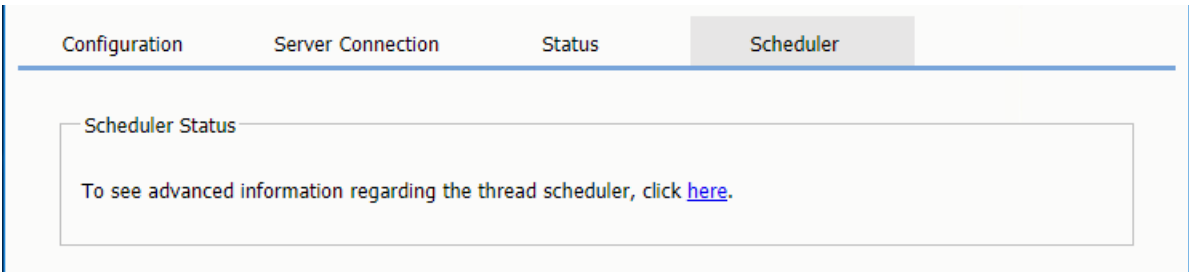 Configuration Server Connection Status Scheduler
Scheduler Status
To see advanced information regarding the thread scheduler, click here.